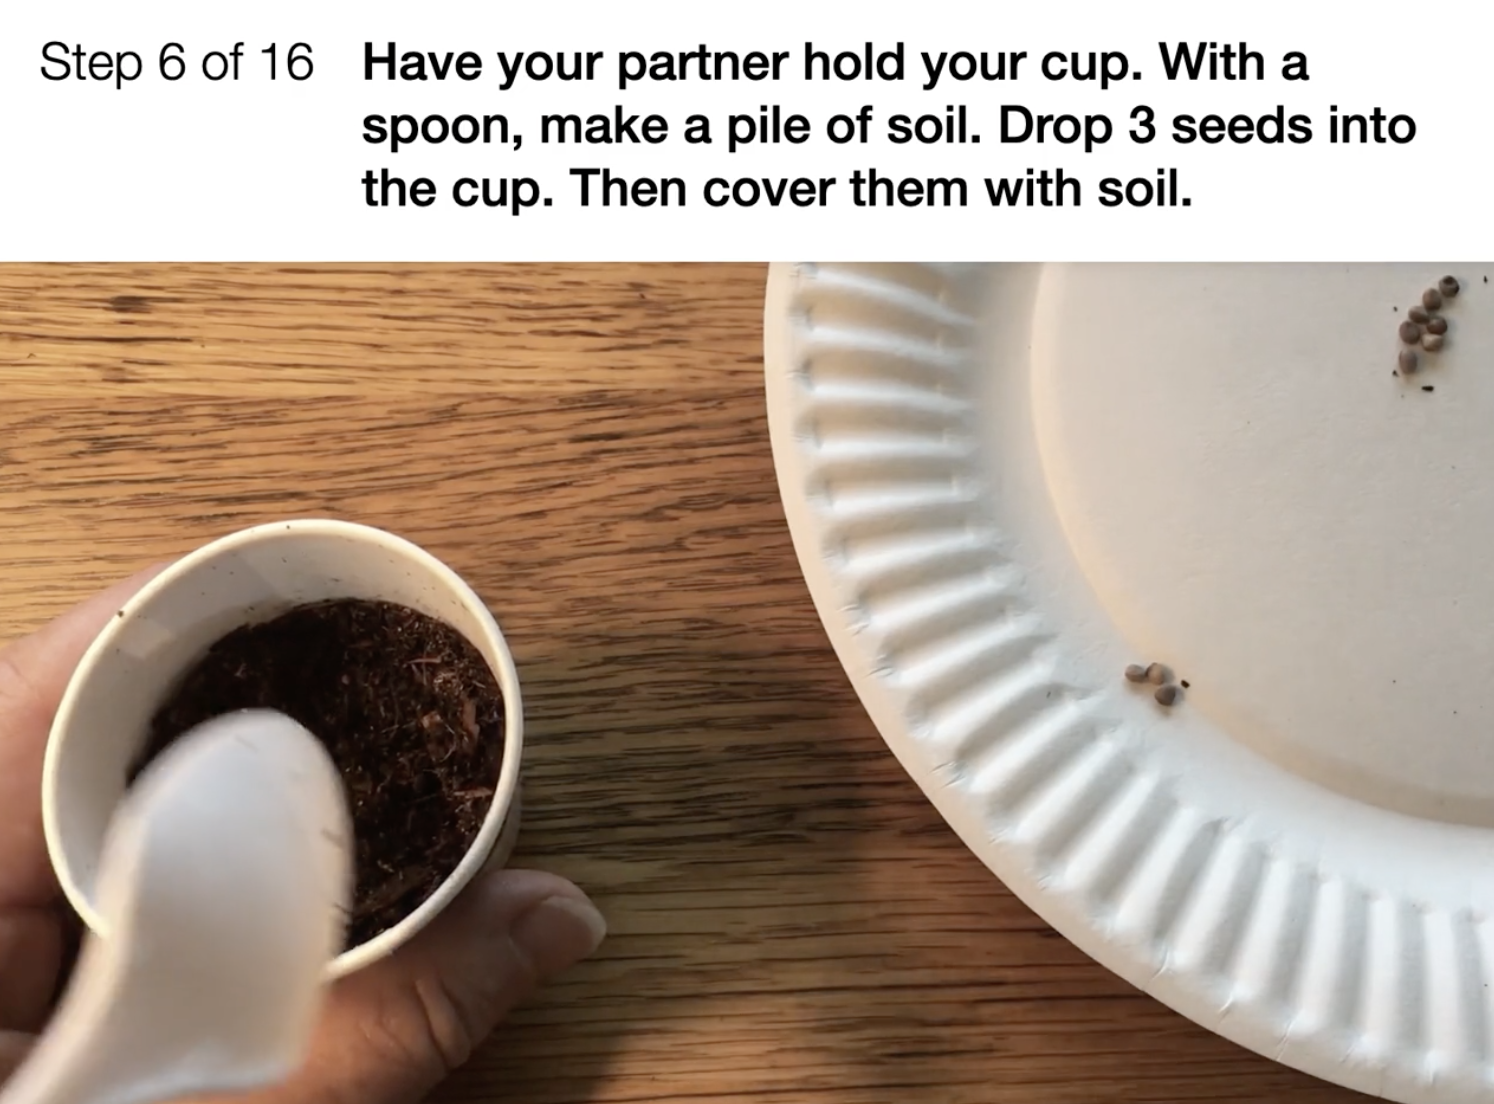 Step 6 of 16
Have your partner hold your cup. With a
spoon, make a pile of soil. Drop 3 seeds into
the cup. Then cover them with soil.